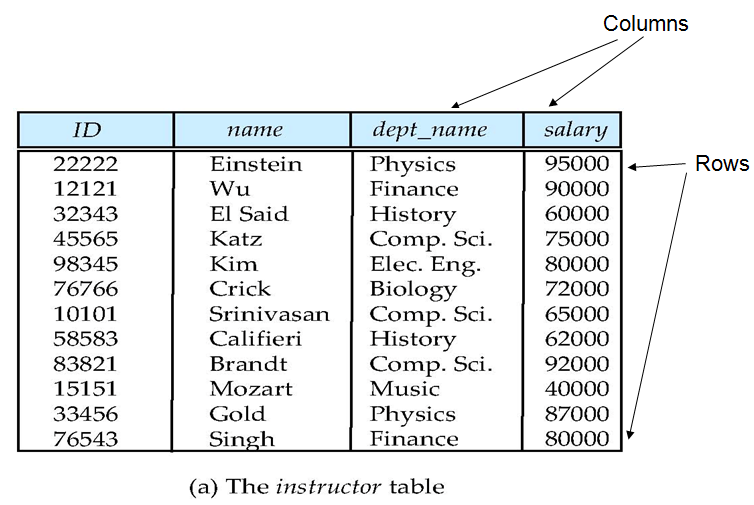 Columns
ID name dept_name salary
22222 Einstein Physics 95000
Rows
12121 Wu Finance 90000
32343 El Said History 60000
45565 Katz Comp. Sci. 75000
98345 Kim Elec. Eng. 80000
76766 Crick Biology 72000
10101 Srinivasan Comp. Sci. 65000
58583 Califieri History 62000
83821 Brandt Comp. Sci. 92000
15151 Mozart Music 40000
33456 Gold Physics 87000
76543 Singh Finance 80000
(a) The instructor table